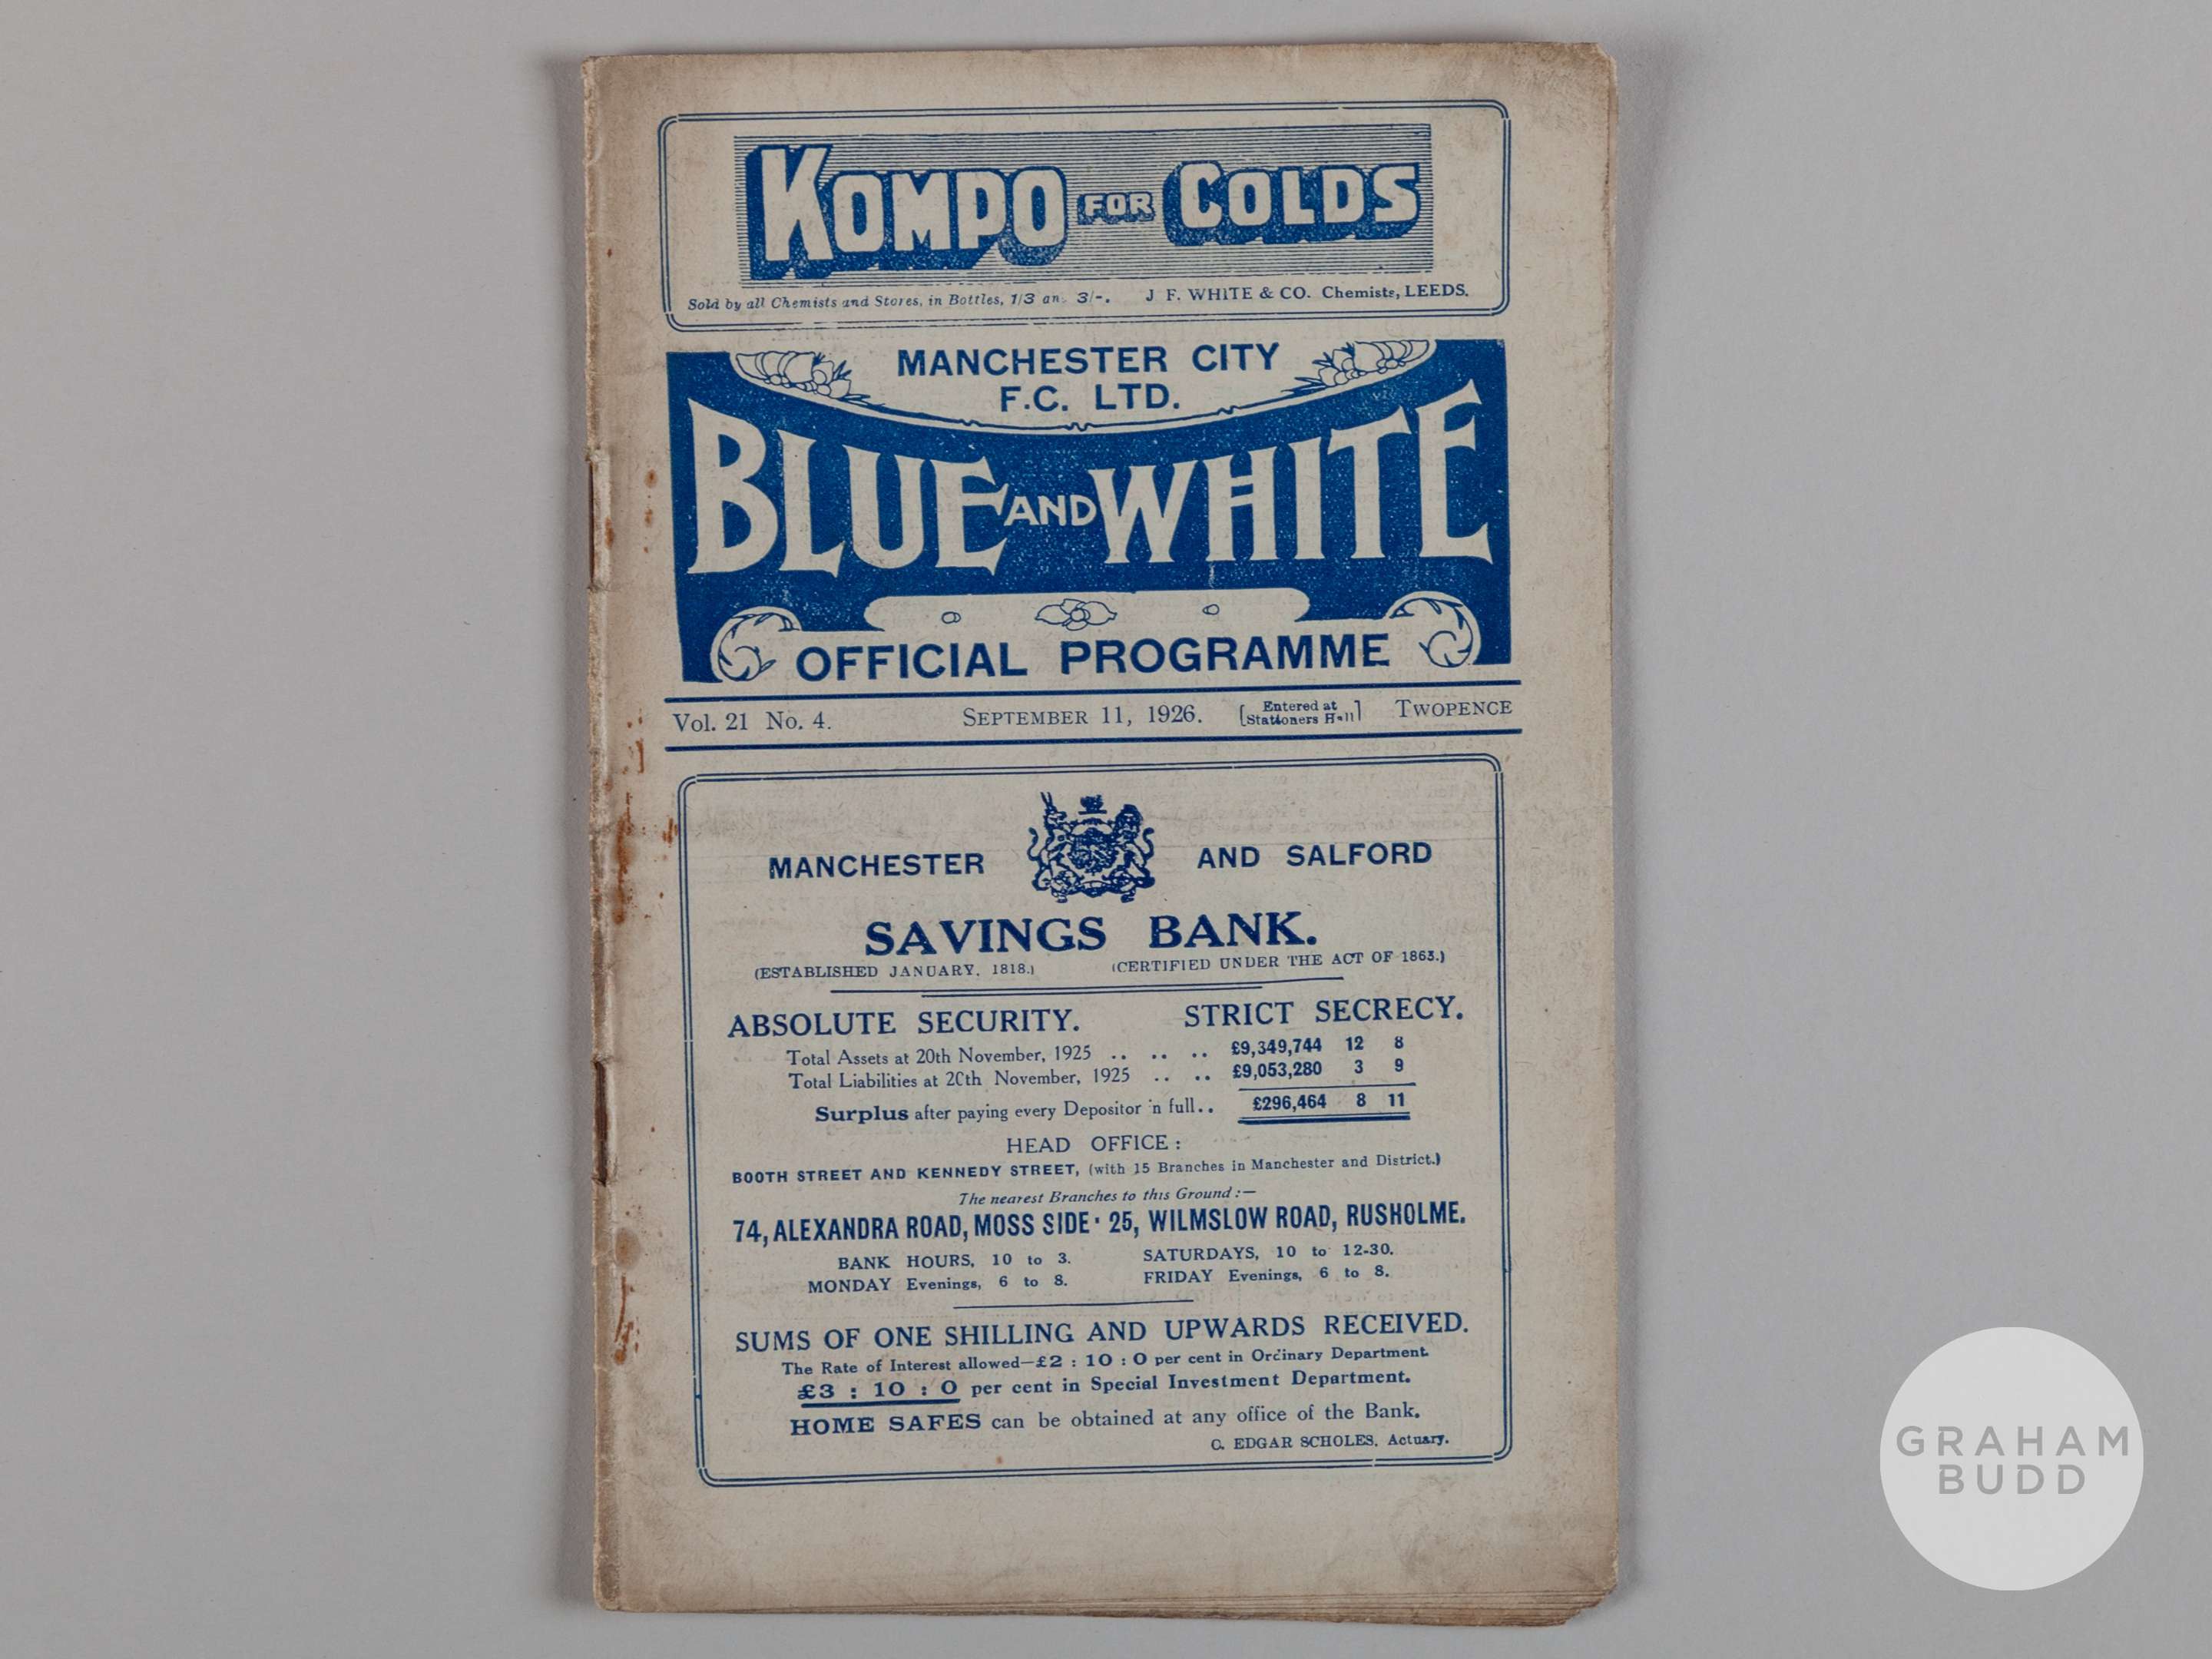 KOMPO FOR COLDS
Sold by all Chemists and Stores, in Bottles, 1/3 an 3/-. J F. WHITE & CO. Chemists, LEEDS.
MANCHESTER CITY
F.C. LTD.
BLUE AND WHITE
OFFICIAL PROGRAMME
Vol. 21 No. 4. SEPTEMBER 11, 1926. [Entered at Stationers Hall] TWOPENCE
MANCHESTER AND SALFORD
SAVINGS BANK.
(ESTABLISHED JANUARY, 1818.) (CERTIFIED UNDER THE ACT OF 1863.)
ABSOLUTE SECURITY. STRICT SECRECY.
Total Assets at 20th November, 1925 .. .. .. £9,349,744 12 8
Total Liabilities at 20th November, 1925 .. .. £9,053,280 3 9
Surplus after paying every Depositor 'n full.. £296,464 8 11
HEAD OFFICE:
BOOTH STREET AND KENNEDY STREET, (with 15 Branches in Manchester and District.)
The nearest Branches to this Ground:—
74, ALEXANDRA ROAD, MOSS SIDE · 25, WILMSLOW ROAD, RUSHOLME.
BANK HOURS, 10 to 3. SATURDAYS, 10 to 12-30.
MONDAY Evenings, 6 to 8. FRIDAY Evenings, 6 to 8.
SUMS OF ONE SHILLING AND UPWARDS RECEIVED.
The Rate of Interest allowed—£2 : 10 : 0 per cent in Ordinary Department.
£3 : 10 : 0 per cent in Special Investment Department.
HOME SAFES can be obtained at any office of the Bank.
C. EDGAR SCHOLES, Actuary.
GRAHAM
BUDD